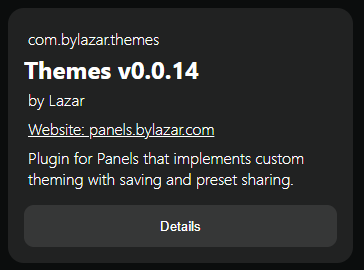 com.bylazar.themes
Themes v0.0.14
by Lazar
Website: panels.bylazar.com
Plugin for Panels that implements custom
theming with saving and preset sharing.
Details